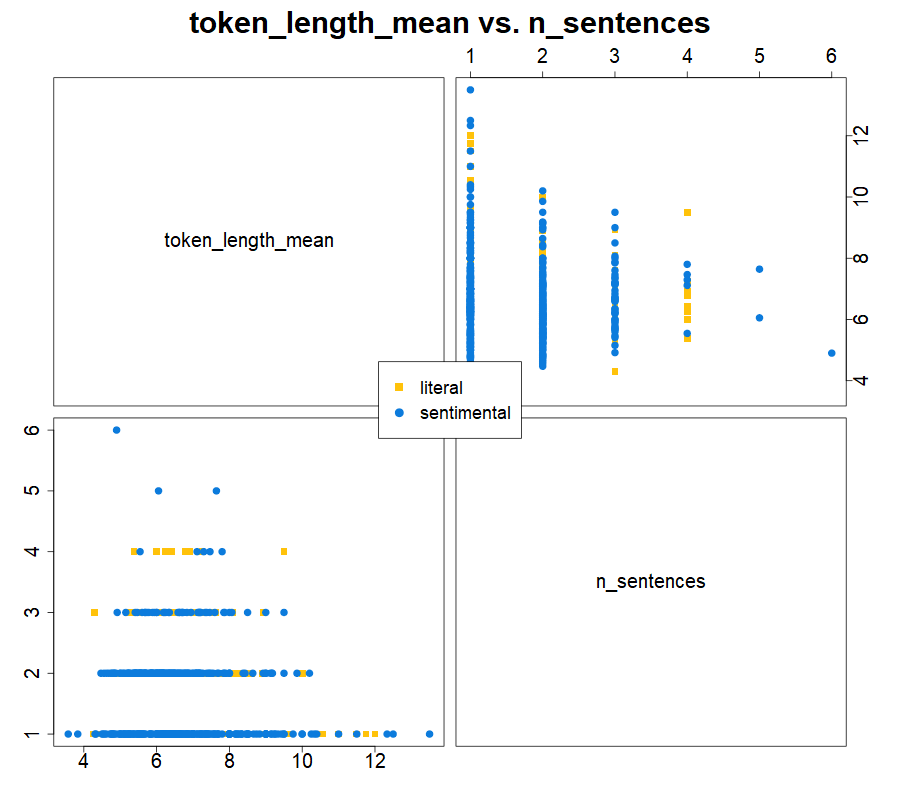 token_length_mean vs. n_sentences
1 2 3 4 5 6
token_length_mean
12
10
8
6
4
literal
sentimental
6
5
4
3
2
1
n_sentences
4 6 8 10 12